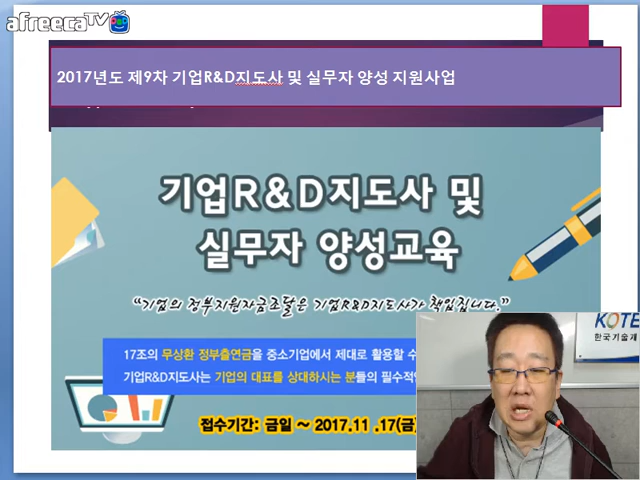 afreecaTV
2017년도 제9차 기업R&D지도사 및 실무자 양성 지원사업
기업R&D지도사 및
실무자 양성교육
“기업의 정부지원자금조달은 기업R&D지도사가 책임집니다.”
17조의 무상환 정부출연금을 중소기업에서 제대로 활용할 수
기업R&D지도사는 기업의 대표를 상대하시는 분들의 필수적
접수기간: 금일 ~ 2017.11 .17(금)
KOTE
한국기술개